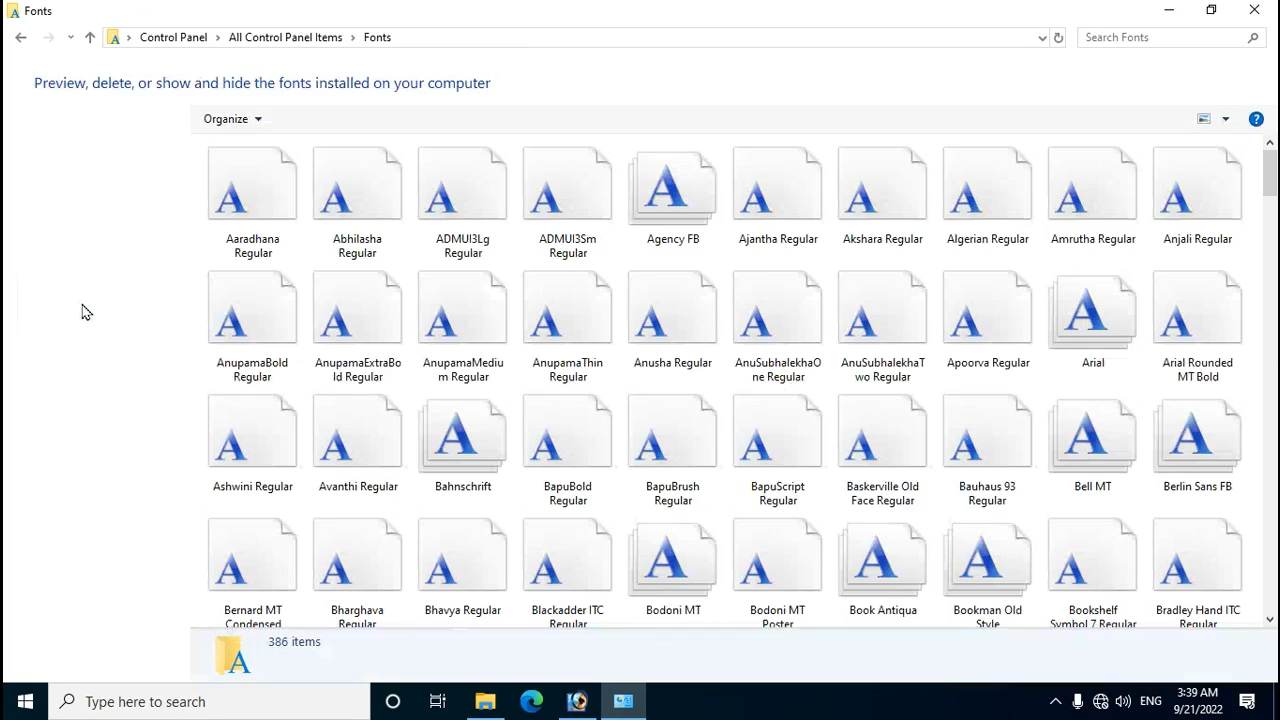 Fonts
Control Panel > All Control Panel Items > Fonts
Search Fonts
Preview, delete, or show and hide the fonts installed on your computer
Organize
Aaradhana Regular
Abhilasha Regular
ADMUI3Lg Regular
ADMUI3Sm Regular
Agency FB
Ajantha Regular
Akshara Regular
Algerian Regular
Amrutha Regular
Anjali Regular
AnupamaBold Regular
AnupamaExtraBold Regular
AnupamaMedium Regular
AnupamaThin Regular
Anusha Regular
AnuSubhalekhaOne Regular
AnuSubhalekhaTwo Regular
Apoorva Regular
Arial
Arial Rounded MT Bold
Ashwini Regular
Avanthi Regular
Bahnschrift
BapuBold Regular
BapuBrush Regular
BapuScript Regular
Baskerville Old Face Regular
Bauhaus 93 Regular
Bell MT
Berlin Sans FB
Bernard MT Condensed
Bharghava Regular
Bhavya Regular
Blackadder ITC Regular
Bodoni MT
Bodoni MT Poster
Book Antiqua
Bookman Old Style
Bookshelf Symbol 7 Regular
Bradley Hand ITC Regular
386 items
Type here to search
ENG
3:39 AM
9/21/2022